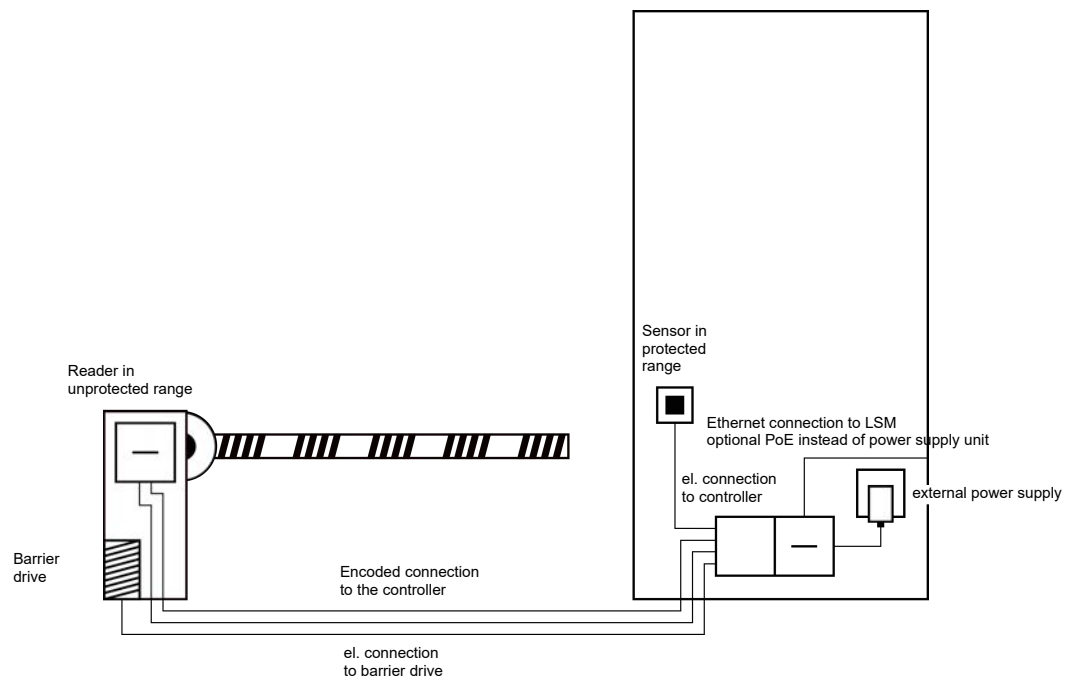 Sensor in
protected
range
Reader in
unprotected range
Ethernet connection to LSM
optional PoE instead of power supply unit
el. connection
to controller
external power supply
Barrier
drive
Encoded connection
to the controller
el. connection
to barrier drive